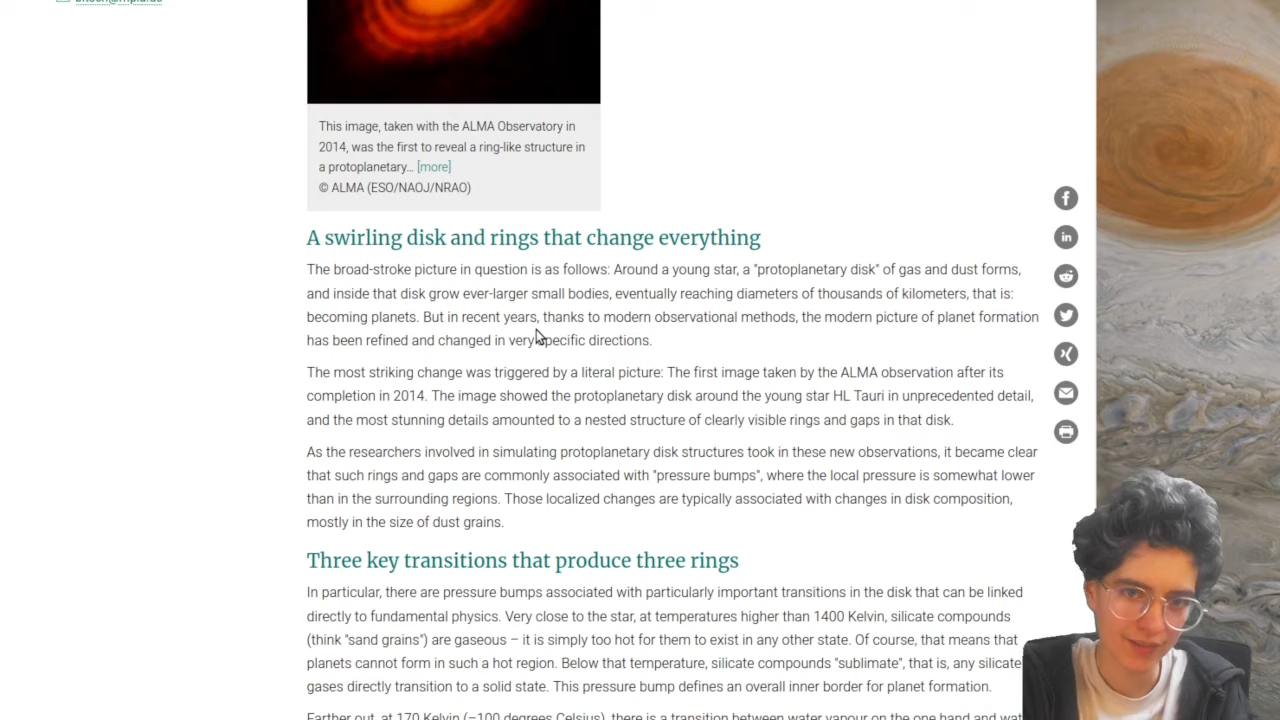 This image, taken with the ALMA Observatory in
2014, was the first to reveal a ring-like structure in
a protoplanetary... [more]
© ALMA (ESO/NAOJ/NRAO)
A swirling disk and rings that change everything
The broad-stroke picture in question is as follows: Around a young star, a "protoplanetary disk" of gas and dust forms,
and inside that disk grow ever-larger small bodies, eventually reaching diameters of thousands of kilometers, that is:
becoming planets. But in recent years, thanks to modern observational methods, the modern picture of planet formation
has been refined and changed in very specific directions.
The most striking change was triggered by a literal picture: The first image taken by the ALMA observation after its
completion in 2014. The image showed the protoplanetary disk around the young star HL Tauri in unprecedented detail,
and the most stunning details amounted to a nested structure of clearly visible rings and gaps in that disk.
As the researchers involved in simulating protoplanetary disk structures took in these new observations, it became clear
that such rings and gaps are commonly associated with "pressure bumps", where the local pressure is somewhat lower
than in the surrounding regions. Those localized changes are typically associated with changes in disk composition,
mostly in the size of dust grains.
Three key transitions that produce three rings
In particular, there are pressure bumps associated with particularly important transitions in the disk that can be linked
directly to fundamental physics. Very close to the star, at temperatures higher than 1400 Kelvin, silicate compounds
(think "sand grains") are gaseous – it is simply too hot for them to exist in any other state. Of course, that means that
planets cannot form in such a hot region. Below that temperature, silicate compounds "sublimate", that is, any silicate
gases directly transition to a solid state. This pressure bump defines an overall inner border for planet formation.
Farther out, at 170 Kelvin (–100 degrees Celsius), there is a transition between water vapour on the one hand and